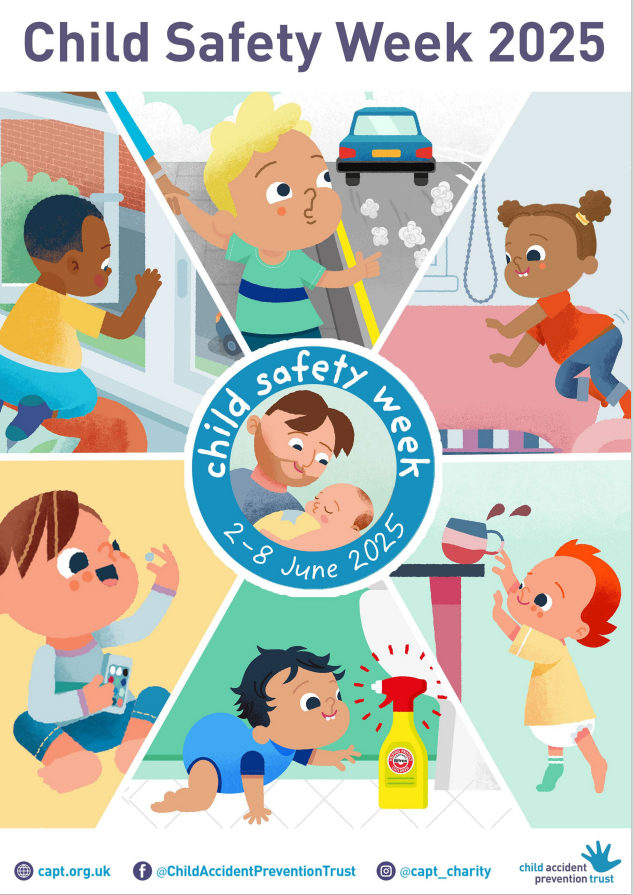 Child Safety Week 2025
child safety week
2-8 June 2025
capt.org.uk
@ChildAccidentPreventionTrust
@capt_charity
child accident
prevention trust